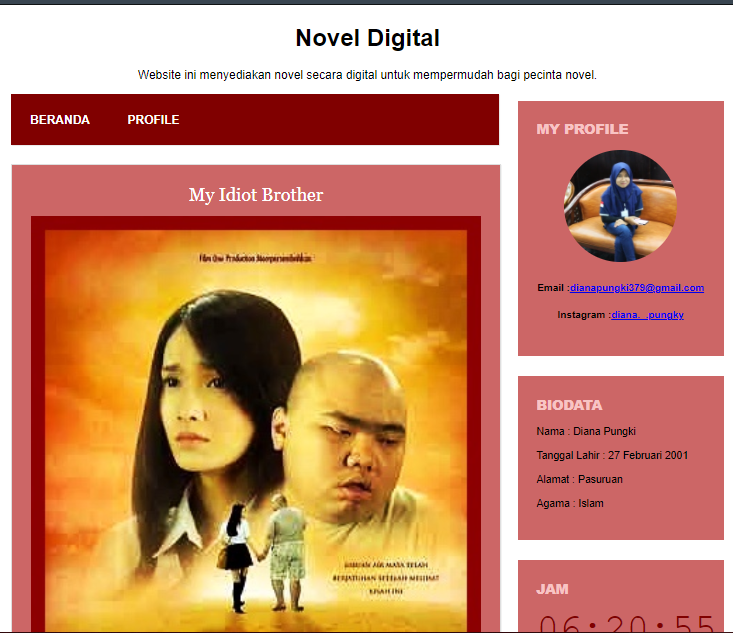 Novel Digital
Website ini menyediakan novel secara digital untuk mempermudah bagi pecinta novel.
BERANDA PROFILE
My Idiot Brother
Film One Production Mempersembahkan
RIBUAN AIR MATA TELAH
BERJATUHAN SETELAH MELIHAT
KISAH INI
MY PROFILE
Email :dianapungki379@gmail.com
Instagram :diana._.pungky
BIODATA
Nama : Diana Pungki
Tanggal Lahir : 27 Februari 2001
Alamat : Pasuruan
Agama : Islam
JAM
06:20:55